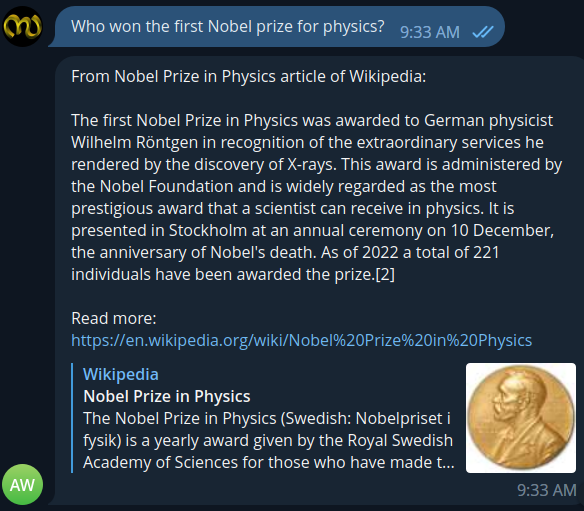 Who won the first Nobel prize for physics?
9:33 AM
From Nobel Prize in Physics article of Wikipedia:
The first Nobel Prize in Physics was awarded to German physicist
Wilhelm Röntgen in recognition of the extraordinary services he
rendered by the discovery of X-rays. This award is administered by
the Nobel Foundation and is widely regarded as the most
prestigious award that a scientist can receive in physics. It is
presented in Stockholm at an annual ceremony on 10 December,
the anniversary of Nobel's death. As of 2022 a total of 221
individuals have been awarded the prize.[2]
Read more:
https://en.wikipedia.org/wiki/Nobel%20Prize%20in%20Physics
Wikipedia
Nobel Prize in Physics
The Nobel Prize in Physics (Swedish: Nobelpriset i
fysik) is a yearly award given by the Royal Swedish
Academy of Sciences for those who have made t...
AW
9:33 AM